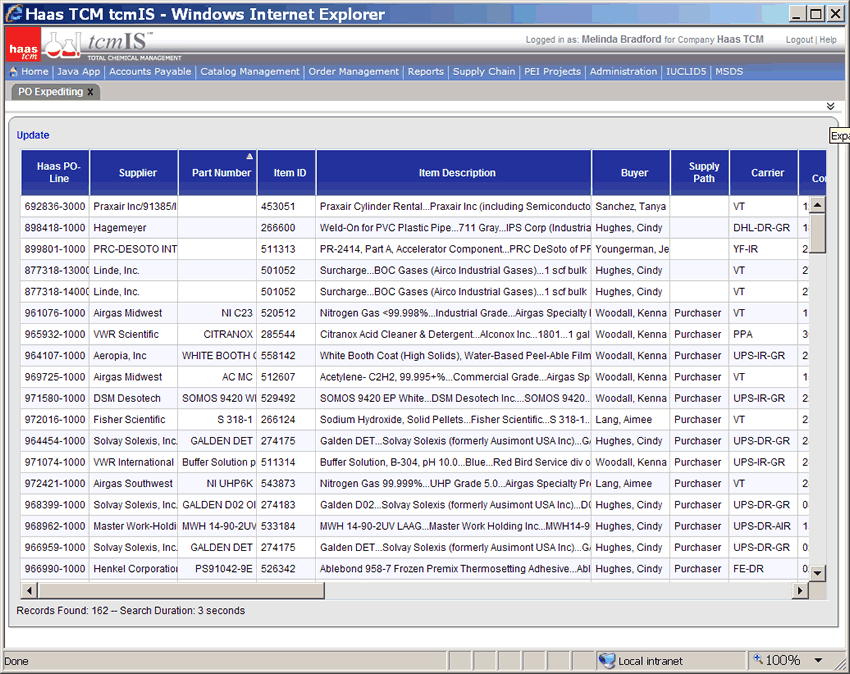 Haas TCM tcmIS - Windows Internet Explorer
haas tcm
tcmIS™
TOTAL CHEMICAL MANAGEMENT
Logged in as: Melinda Bradford for Company Haas TCM Logout | Help
Home | Java App | Accounts Payable | Catalog Management | Order Management | Reports | Supply Chain | PEI Projects | Administration | IUCLID5 | MSDS
PO Expediting x
Expa
Update
Haas PO-Line Supplier Part Number Item ID Item Description Buyer Supply Path Carrier Co
692836-3000 Praxair Inc/91385/ 453051 Praxair Cylinder Rental...Praxair Inc (including Semiconducto Sanchez, Tanya VT 1
898418-1000 Hagemeyer 266600 Weld-On for PVC Plastic Pipe...711 Gray...IPS Corp (Industria Hughes, Cindy DHL-DR-GR 1
899801-1000 PRC-DESOTO INT 511313 PR-2414, Part A, Accelerator Component...PRC DeSoto of PF Youngerman, Je YF-IR 2
877318-13000 Linde, Inc. 501052 Surcharge...BOC Gases (Airco Industrial Gases)...1 scf bulk Hughes, Cindy VT 2
877318-14000 Linde, Inc. 501052 Surcharge...BOC Gases (Airco Industrial Gases)...1 scf bulk Hughes, Cindy VT 2
961076-1000 Airgas Midwest NI C23 520512 Nitrogen Gas <99.998%...Industrial Grade...Airgas Specialty Woodall, Kenna Purchaser VT 1
965932-1000 VWR Scientific CITRANOX 285544 Citranox Acid Cleaner & Detergent...Alconox Inc...1801...1 gal Woodall, Kenna Purchaser PPA 3
964107-1000 Aeropia, Inc WHITE BOOTH C 558142 White Booth Coat (High Solids), Water-Based Peel-Able Film Woodall, Kenna Purchaser UPS-IR-GR 2
969725-1000 Airgas Midwest AC MC 512607 Acetylene- C2H2, 99.995+%...Commercial Grade...Airgas Sp Woodall, Kenna Purchaser VT 1
971580-1000 DSM Desotech SOMOS 9420 WI 529492 SOMOS 9420 EP White...DSM Desotech Inc....SOMOS 9420... Woodall, Kenna Purchaser UPS-IR-GR 2
972016-1000 Fisher Scientific S 318-1 266124 Sodium Hydroxide, Solid Pellets...Fisher Scientific...S 318-1.. Lang, Aimee Purchaser VT
964454-1000 Solvay Solexis, Inc. GALDEN DET 274175 Galden DET...Solvay Solexis (formerly Ausimont USA Inc)...G Hughes, Cindy Purchaser UPS-DR-GR 2
971074-1000 VWR International Buffer Solution p 511314 Buffer Solution, B-304, pH 10.0...Blue...Red Bird Service div o Woodall, Kenna Purchaser UPS-IR-GR 2
972421-1000 Airgas Southwest NI UHP6K 543873 Nitrogen Gas 99.999%...UHP Grade 5.0...Airgas Specialty Pr Lang, Aimee Purchaser VT
968399-1000 Solvay Solexis, Inc. GALDEN D02 OI 274183 Galden D02...Solvay Solexis (formerly Ausimont USA Inc)...D Hughes, Cindy Purchaser UPS-DR-GR 0
968962-1000 Master Work-Holdi MWH 14-90-2UV 533184 MWH 14-90-2UV LAAG...Master Work Holding Inc...MWH14-9 Hughes, Cindy Purchaser UPS-DR-AIR 1
966959-1000 Solvay Solexis, Inc. GALDEN DET 274175 Galden DET...Solvay Solexis (formerly Ausimont USA Inc)...G Hughes, Cindy Purchaser UPS-DR-GR 0
966990-1000 Henkel Corporation PS91042-9E 526342 Ablebond 958-7 Frozen Premix Thermosetting Adhesive...Abl Hughes, Cindy Purchaser FE-DR 0
Records Found: 162 -- Search Duration: 3 seconds
Done Local intranet 100%